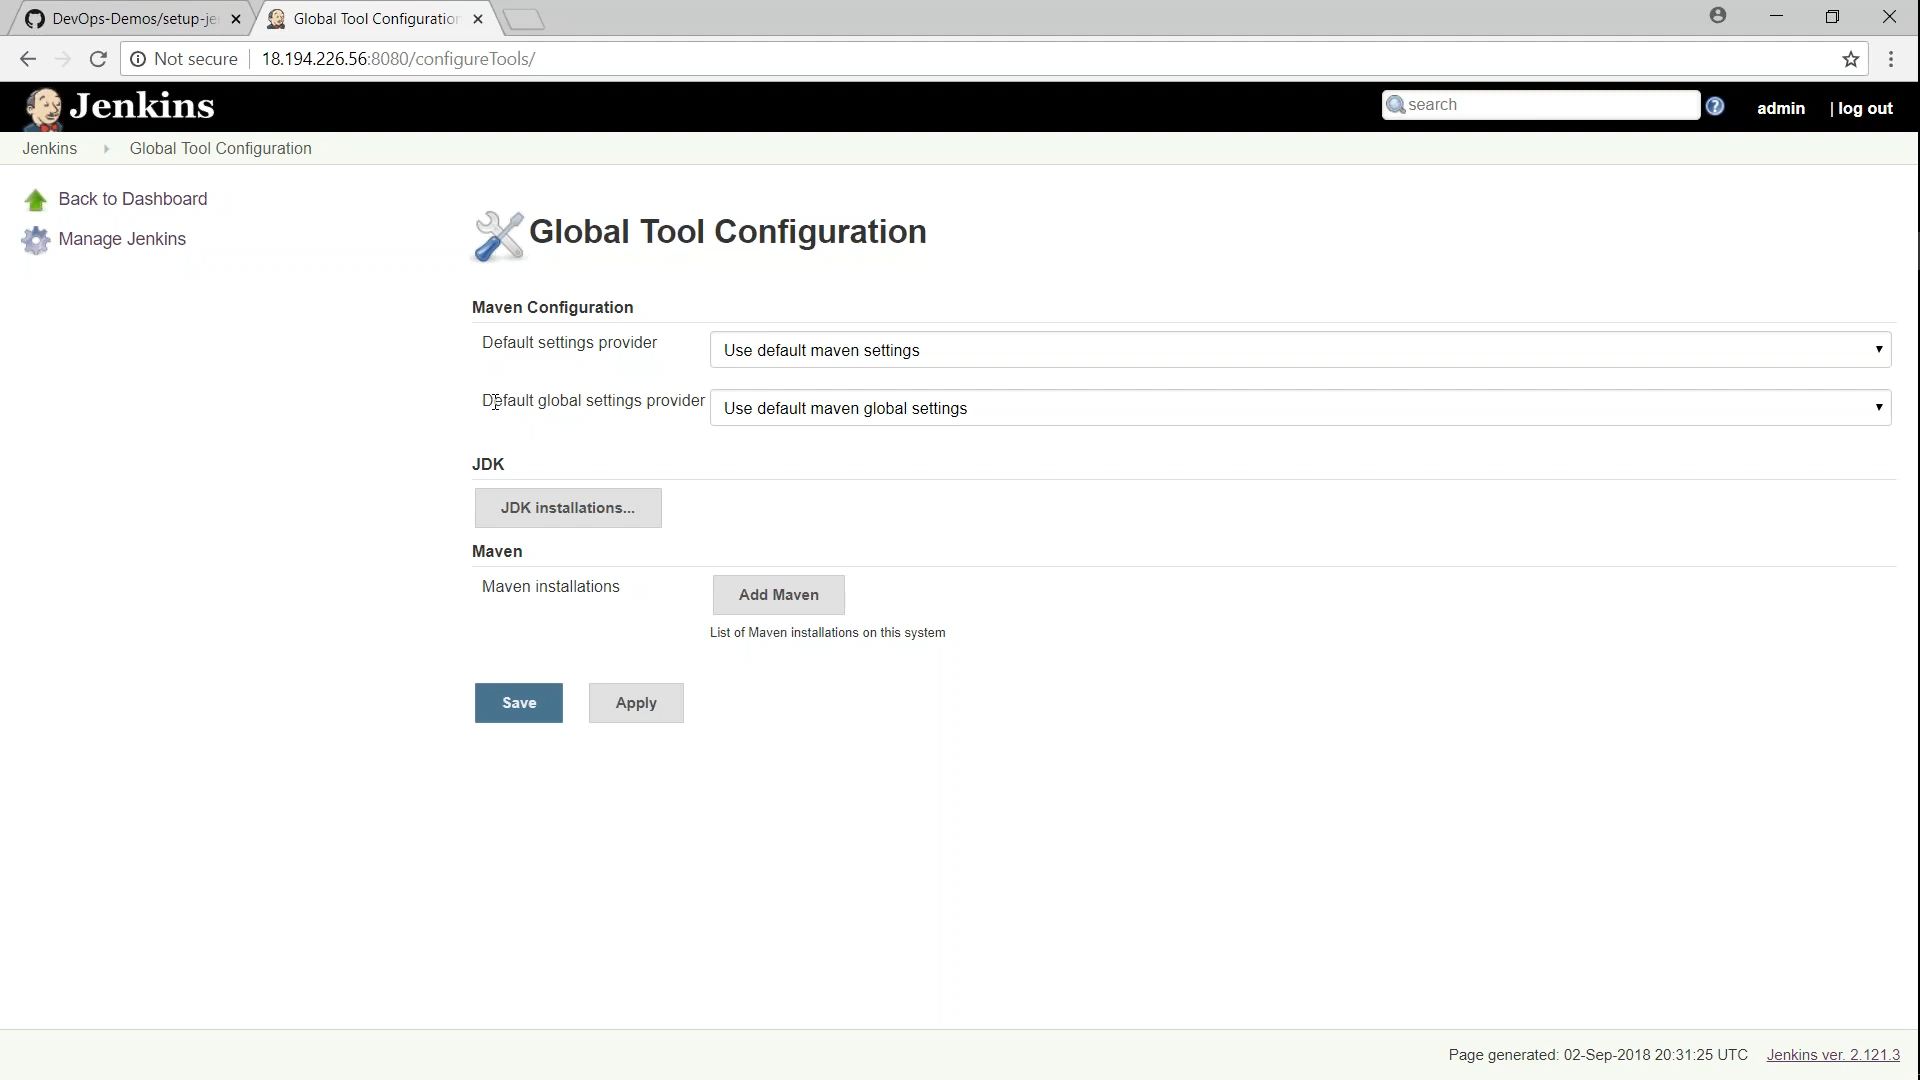 DevOps-Demos/setup-je
Global Tool Configuration
Not secure
18.194.226.56:8080/configureTools/
Jenkins
search
admin
| log out
Jenkins
Global Tool Configuration
Back to Dashboard
Manage Jenkins
Global Tool Configuration
Maven Configuration
Default settings provider
Use default maven settings
Default global settings provider
Use default maven global settings
JDK
JDK installations...
Maven
Maven installations
Add Maven
List of Maven installations on this system
Save
Apply
Page generated: 02-Sep-2018 20:31:25 UTC
Jenkins ver. 2.121.3